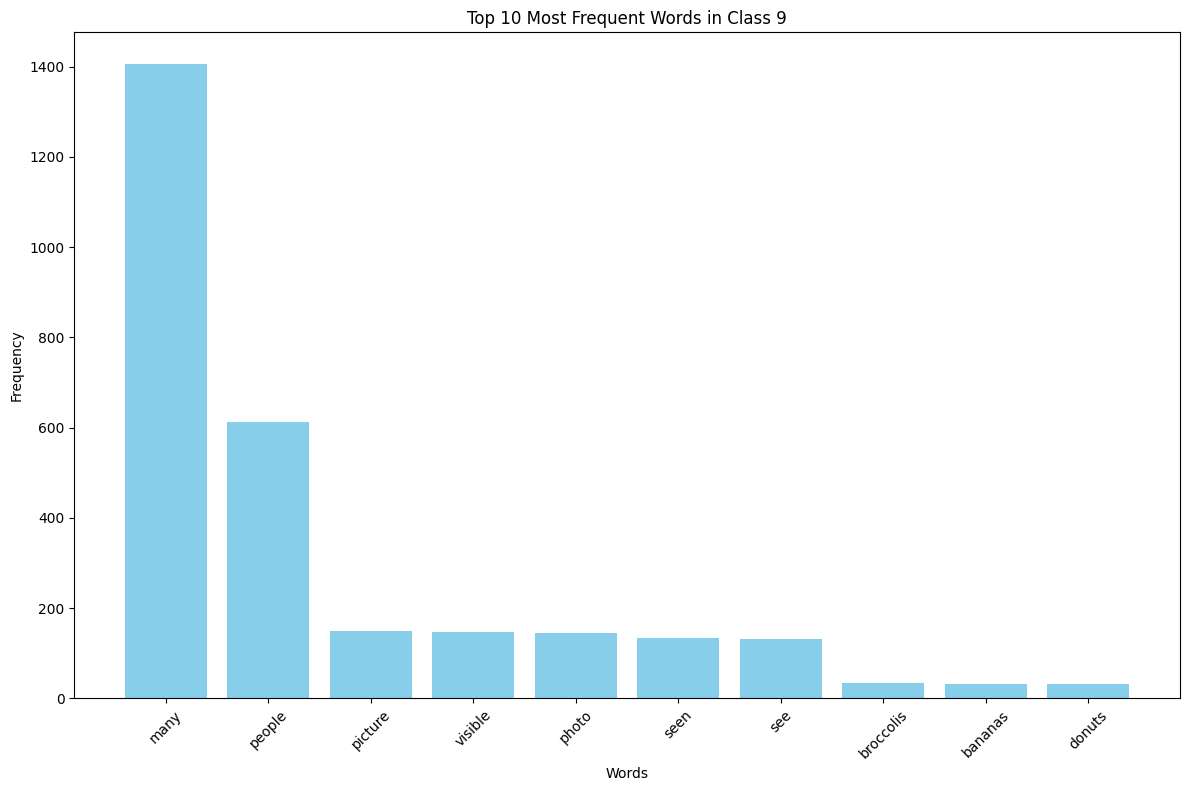 Top 10 Most Frequent Words in Class 9
1400
1200
1000
800
600
400
200
0
Frequency
many
people
picture
visible
photo
seen
see
broccolis
bananas
donuts
Words